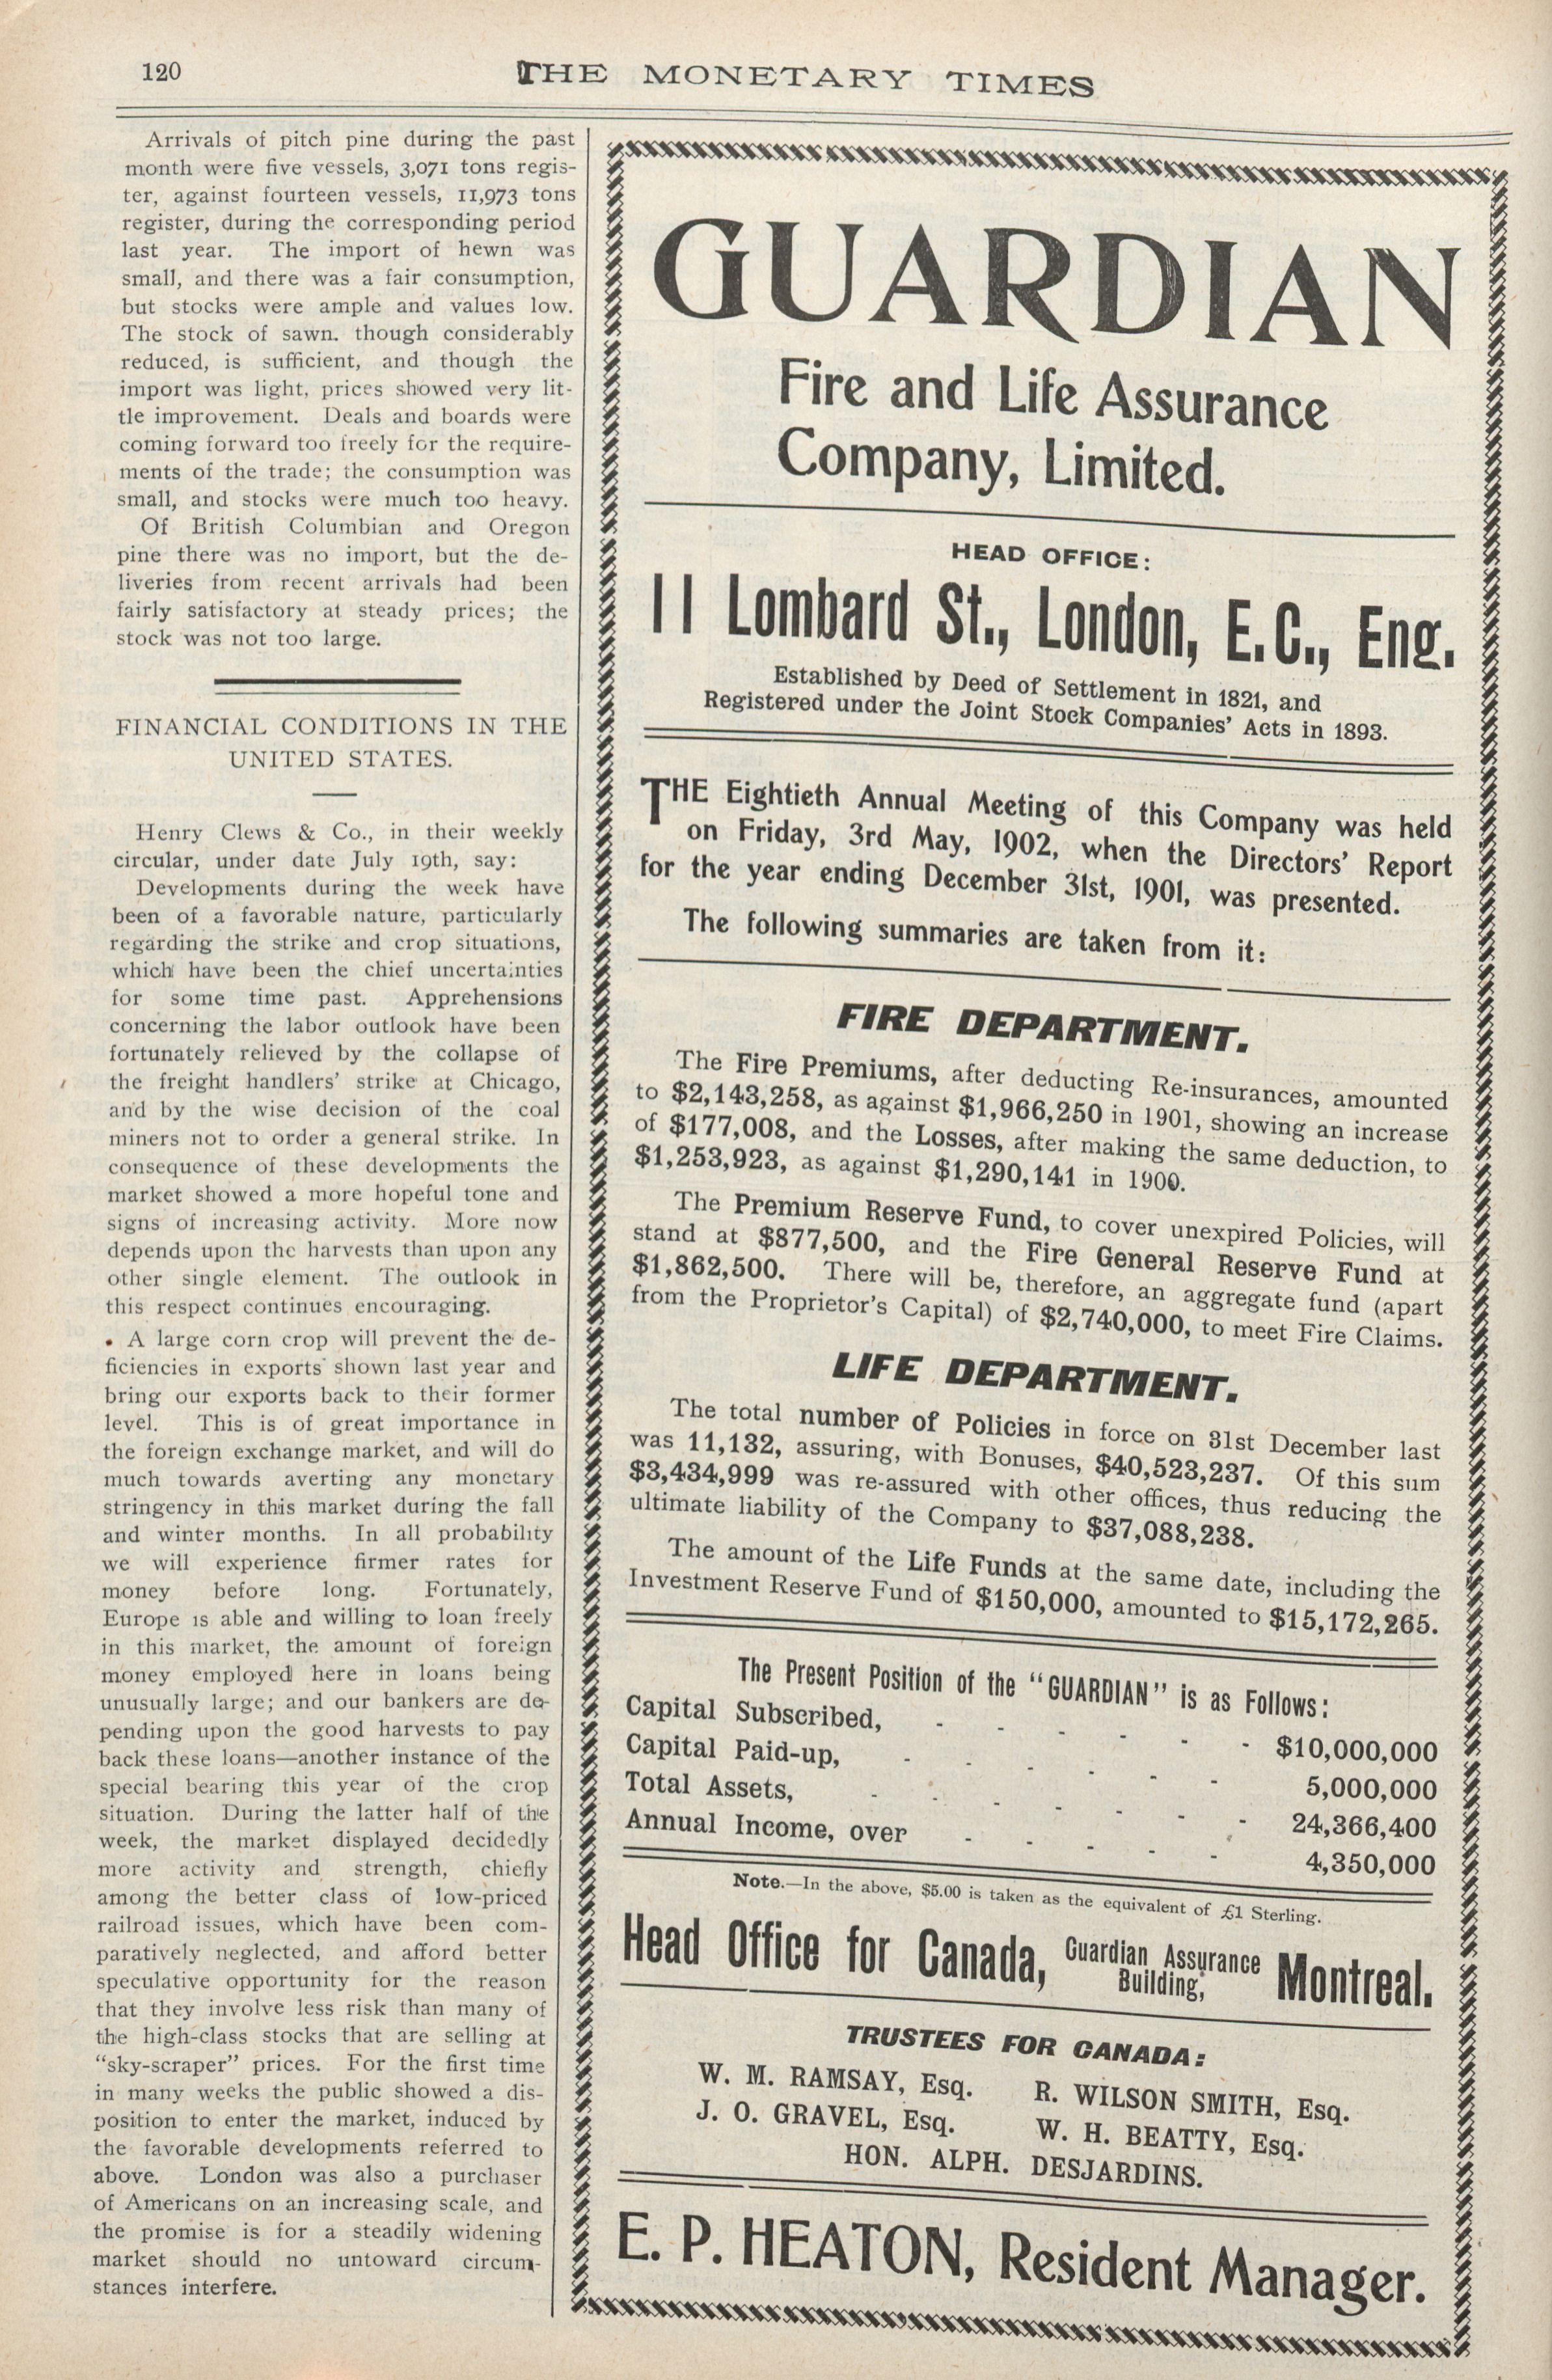 120
THE MONETARY TIMES
Arrivals of pitch pine during the past
month were five vessels, 3,071 tons regis-
ter, against fourteen vessels, 11,973 tons
register, during the corresponding period
last year. The import of hewn was
small, and there was a fair consumption,
but stocks were ample and values low.
The stock of sawn. though considerably
reduced, is sufficient, and though the
import was light, prices showed very lit-
tle improvement. Deals and boards were
coming forward too freely for the require-
ments of the trade; the consumption was
small, and stocks were much too heavy.
Of British Columbian and Oregon
pine there was no import, but the de-
liveries from recent arrivals had been
fairly satisfactory at steady prices; the
stock was not too large.
FINANCIAL CONDITIONS IN THE
UNITED STATES.
Henry Clews & Co., in their weekly
circular, under date July 19th, say:
Developments during the week have
been of a favorable nature, particularly
regarding the strike and crop situations,
which have been the chief uncertainties
for some time past. Apprehensions
concerning the labor outlook have been
fortunately relieved by the collapse of
the freight handlers' strike at Chicago,
and by the wise decision of the coal
miners not to order a general strike. In
consequence of these developments the
market showed a more hopeful tone and
signs of increasing activity. More now
depends upon the harvests than upon any
other single element. The outlook in
this respect continues encouraging.
A large corn crop will prevent the de-
ficiencies in exports shown last year and
bring our exports back to their former
level. This is of great importance in
the foreign exchange market, and will do
much towards averting any monetary
stringency in this market during the fall
and winter months. In all probability
we will experience firmer rates for
money before long. Fortunately,
Europe is able and willing to loan freely
in this market, the amount of foreign
money employed here in loans being
unusually large; and our bankers are de-
pending upon the good harvests to pay
back these loans—another instance of the
special bearing this year of the crop
situation. During the latter half of the
week, the market displayed decidedly
more activity and strength, chiefly
among the better class of low-priced
railroad issues, which have been com-
paratively neglected, and afford better
speculative opportunity for the reason
that they involve less risk than many of
the high-class stocks that are selling at
"sky-scraper" prices. For the first time
in many weeks the public showed a dis-
position to enter the market, induced by
the favorable developments referred to
above. London was also a purchaser
of Americans on an increasing scale, and
the promise is for a steadily widening
market should no untoward circum-
stances interfere.
GUARDIAN
Fire and Life Assurance
Company, Limited.
HEAD OFFICE:
11 Lombard St., London, E.C., Eng.
Established by Deed of Settlement in 1821, and
Registered under the Joint Stock Companies' Acts in 1893.
THE Eightieth Annual Meeting of this Company was held
on Friday, 3rd May, 1902, when the Directors' Report
for the year ending December 31st, 1901, was presented.
The following summaries are taken from it:
FIRE DEPARTMENT.
The Fire Premiums, after deducting Re-insurances, amounted
to $2,143,258, as against $1,966,250 in 1901, showing an increase
of $177,008, and the Losses, after making the same deduction, to
$1,253,923, as against $1,290,141 in 1900.
The Premium Reserve Fund, to cover unexpired Policies, will
stand at $877,500, and the Fire General Reserve Fund at
$1,862,500. There will be, therefore, an aggregate fund (apart
from the Proprietor's Capital) of $2,740,000, to meet Fire Claims.
LIFE DEPARTMENT.
The total number of Policies in force on 31st December last
was 11,132, assuring, with Bonuses, $40,523,237. Of this sum
$3,434,999 was re-assured with other offices, thus reducing the
ultimate liability of the Company to $37,088,238.
The amount of the Life Funds at the same date, including the
Investment Reserve Fund of $150,000, amounted to $15,172,265.
The Present Position of the "GUARDIAN" is as Follows:
Capital Subscribed, - - - - - - $10,000,000
Capital Paid-up, - - - - - - 5,000,000
Total Assets, - - - - - - - 24,366,400
Annual Income, over - - - - - 4,350,000
Note.—In the above, $5.00 is taken as the equivalent of £1 Sterling.
Head Office for Canada, Guardian Assurance Building, Montreal.
TRUSTEES FOR CANADA:
W. M. RAMSAY, Esq. R. WILSON SMITH, Esq.
J. O. GRAVEL, Esq. W. H. BEATTY, Esq.
HON. ALPH. DESJARDINS.
E. P. HEATON, Resident Manager.